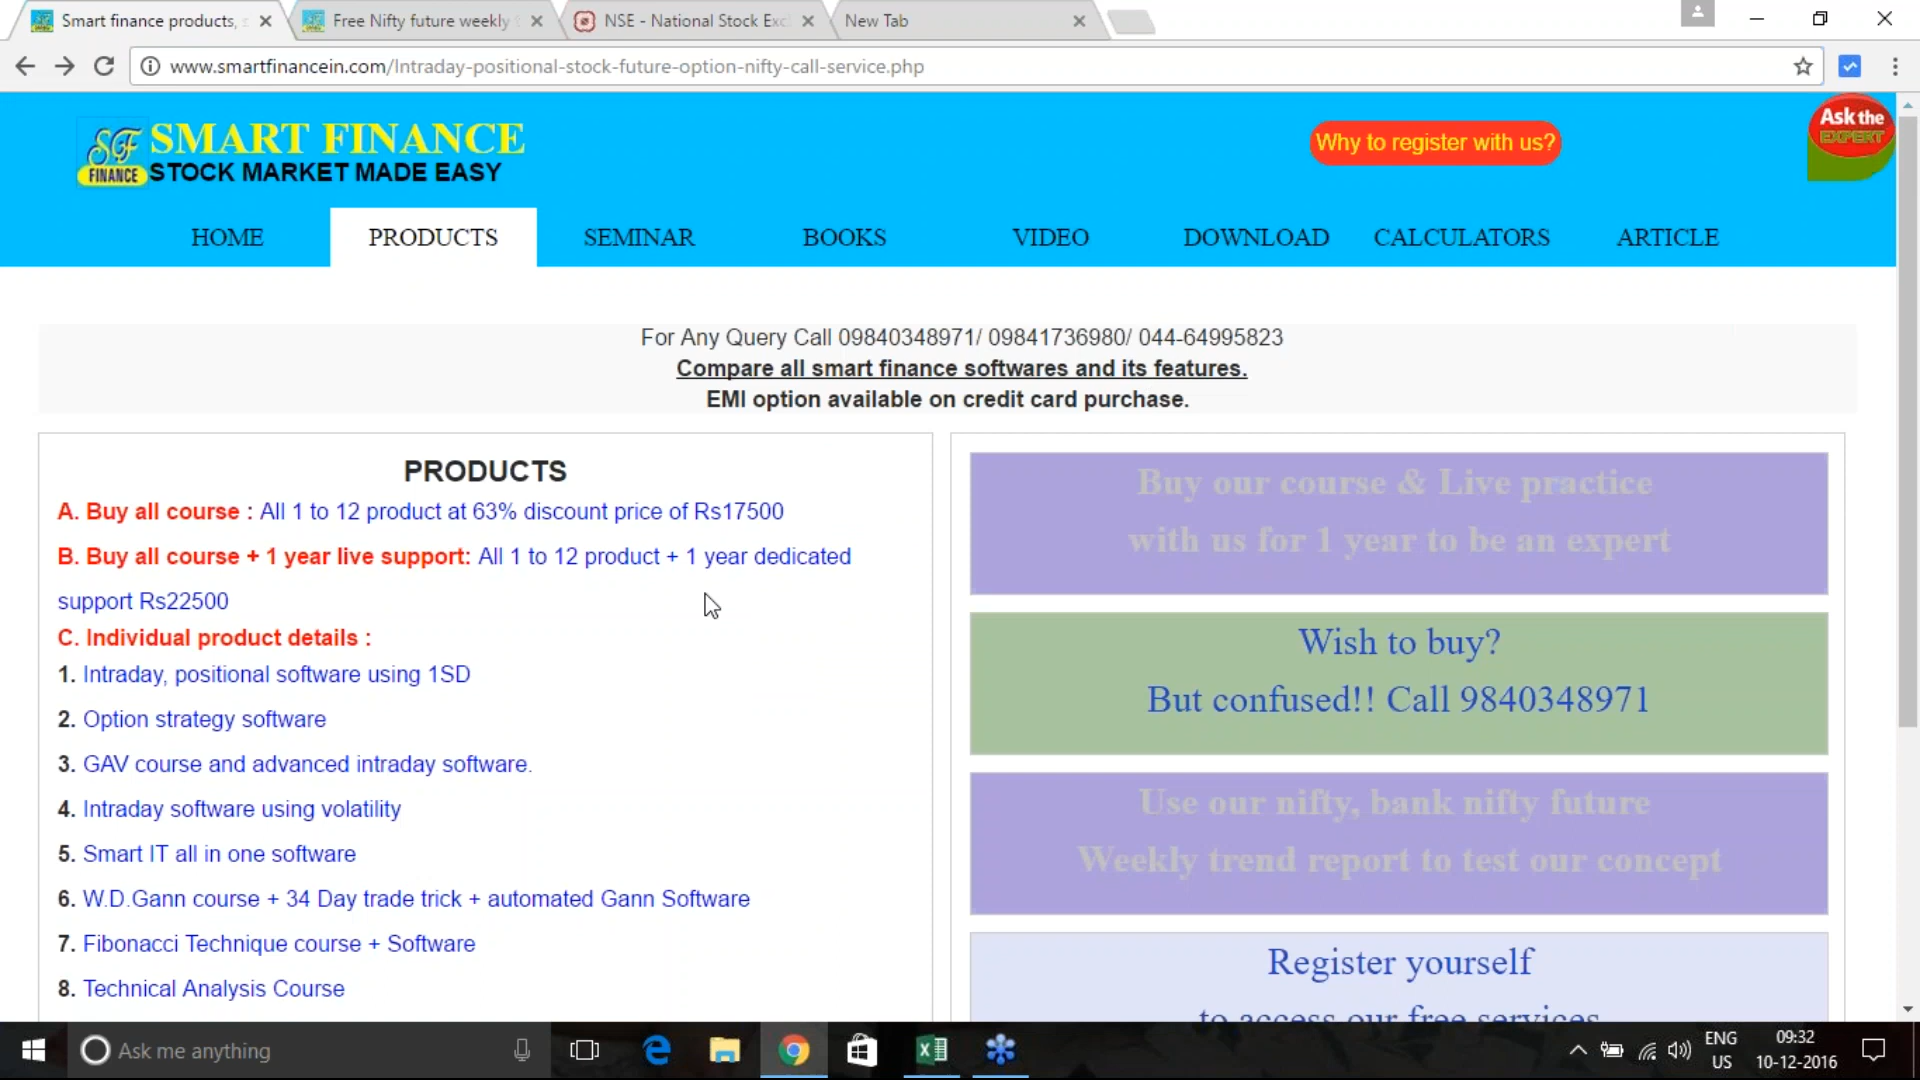 Smart finance products, s
Free Nifty future weekly t
NSE - National Stock Exc
New Tab
www.smartfinancein.com/Intraday-positional-stock-future-option-nifty-call-service.php
SF
FINANCE
SMART FINANCE
STOCK MARKET MADE EASY
Why to register with us?
Ask the
EXPERT
HOME
PRODUCTS
SEMINAR
BOOKS
VIDEO
DOWNLOAD
CALCULATORS
ARTICLE
For Any Query Call 09840348971/ 09841736980/ 044-64995823
Compare all smart finance softwares and its features.
EMI option available on credit card purchase.
PRODUCTS
A. Buy all course : All 1 to 12 product at 63% discount price of Rs17500
B. Buy all course + 1 year live support: All 1 to 12 product + 1 year dedicated
support Rs22500
C. Individual product details :
1. Intraday, positional software using 1SD
2. Option strategy software
3. GAV course and advanced intraday software.
4. Intraday software using volatility
5. Smart IT all in one software
6. W.D.Gann course + 34 Day trade trick + automated Gann Software
7. Fibonacci Technique course + Software
8. Technical Analysis Course
Buy our course & Live practice
with us for 1 year to be an expert
Wish to buy?
But confused!! Call 9840348971
Use our nifty, bank nifty future
Weekly trend report to test our concept
Register yourself
to access our free services
Ask me anything
ENG
US
09:32
10-12-2016